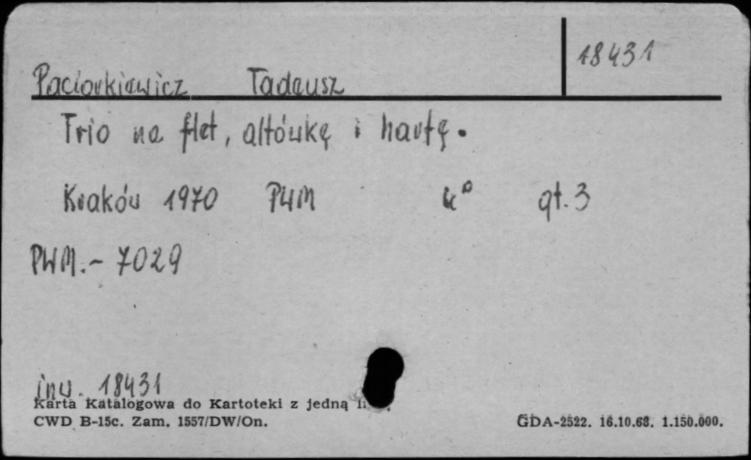 18431
Paciorkiewicz Tadeusz
Trio na flet, altówkę i harfę.
Kraków 1970 PWM 4° gt. 3
PWM.- 7029
inw. 18431
Karta Katalogowa do Kartoteki z jedną
CWD B-15c. Zam. 1557/DW/On.
GDA-2522. 16.10.68. 1.150.000.